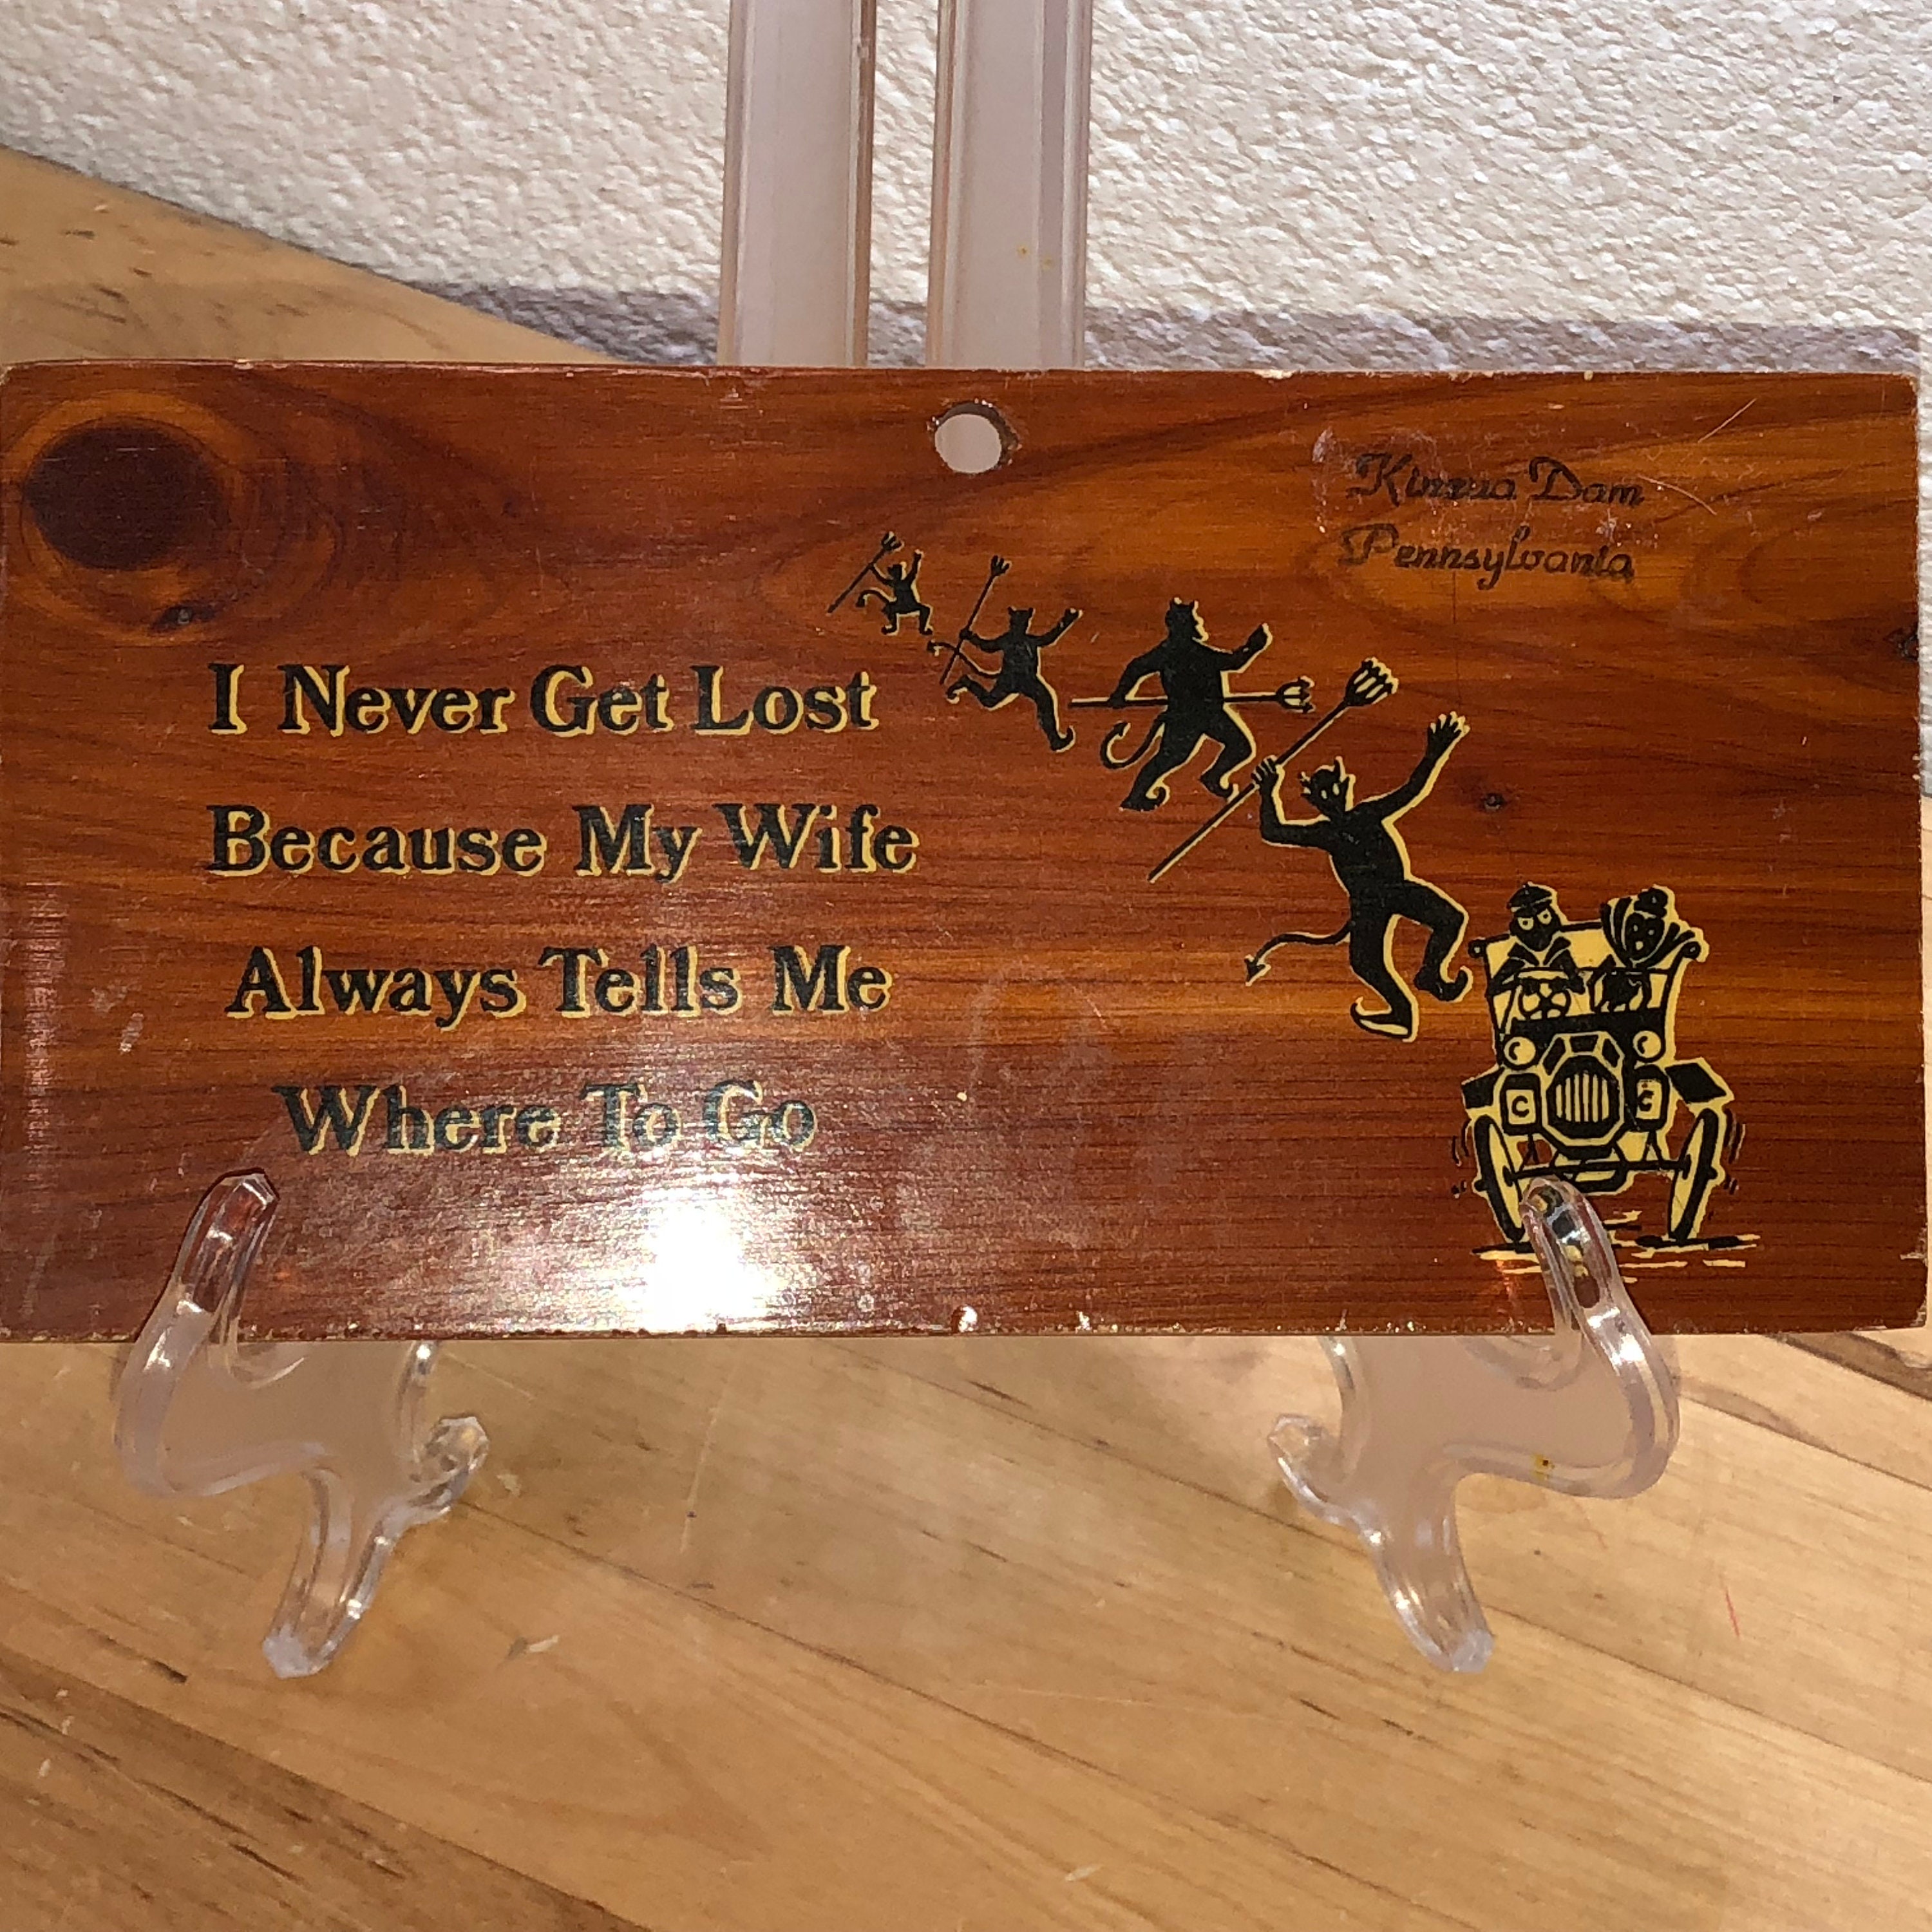 Kinzua Dam
Pennsylvania
I Never Get Lost
Because My Wife
Always Tells Me
Where To Go